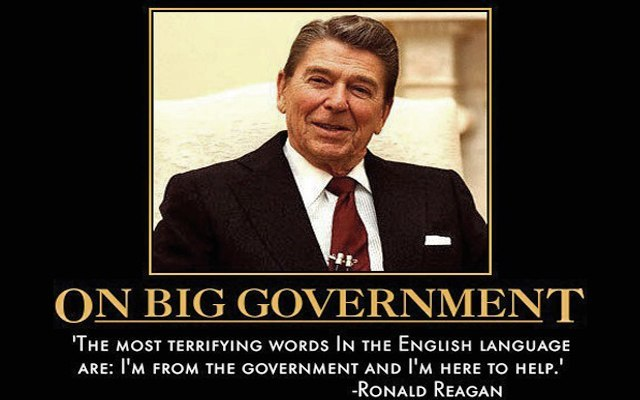 ON BIG GOVERNMENT
'THE MOST TERRIFYING WORDS IN THE ENGLISH LANGUAGE
ARE: I'M FROM THE GOVERNMENT AND I'M HERE TO HELP.'
-RONALD REAGAN